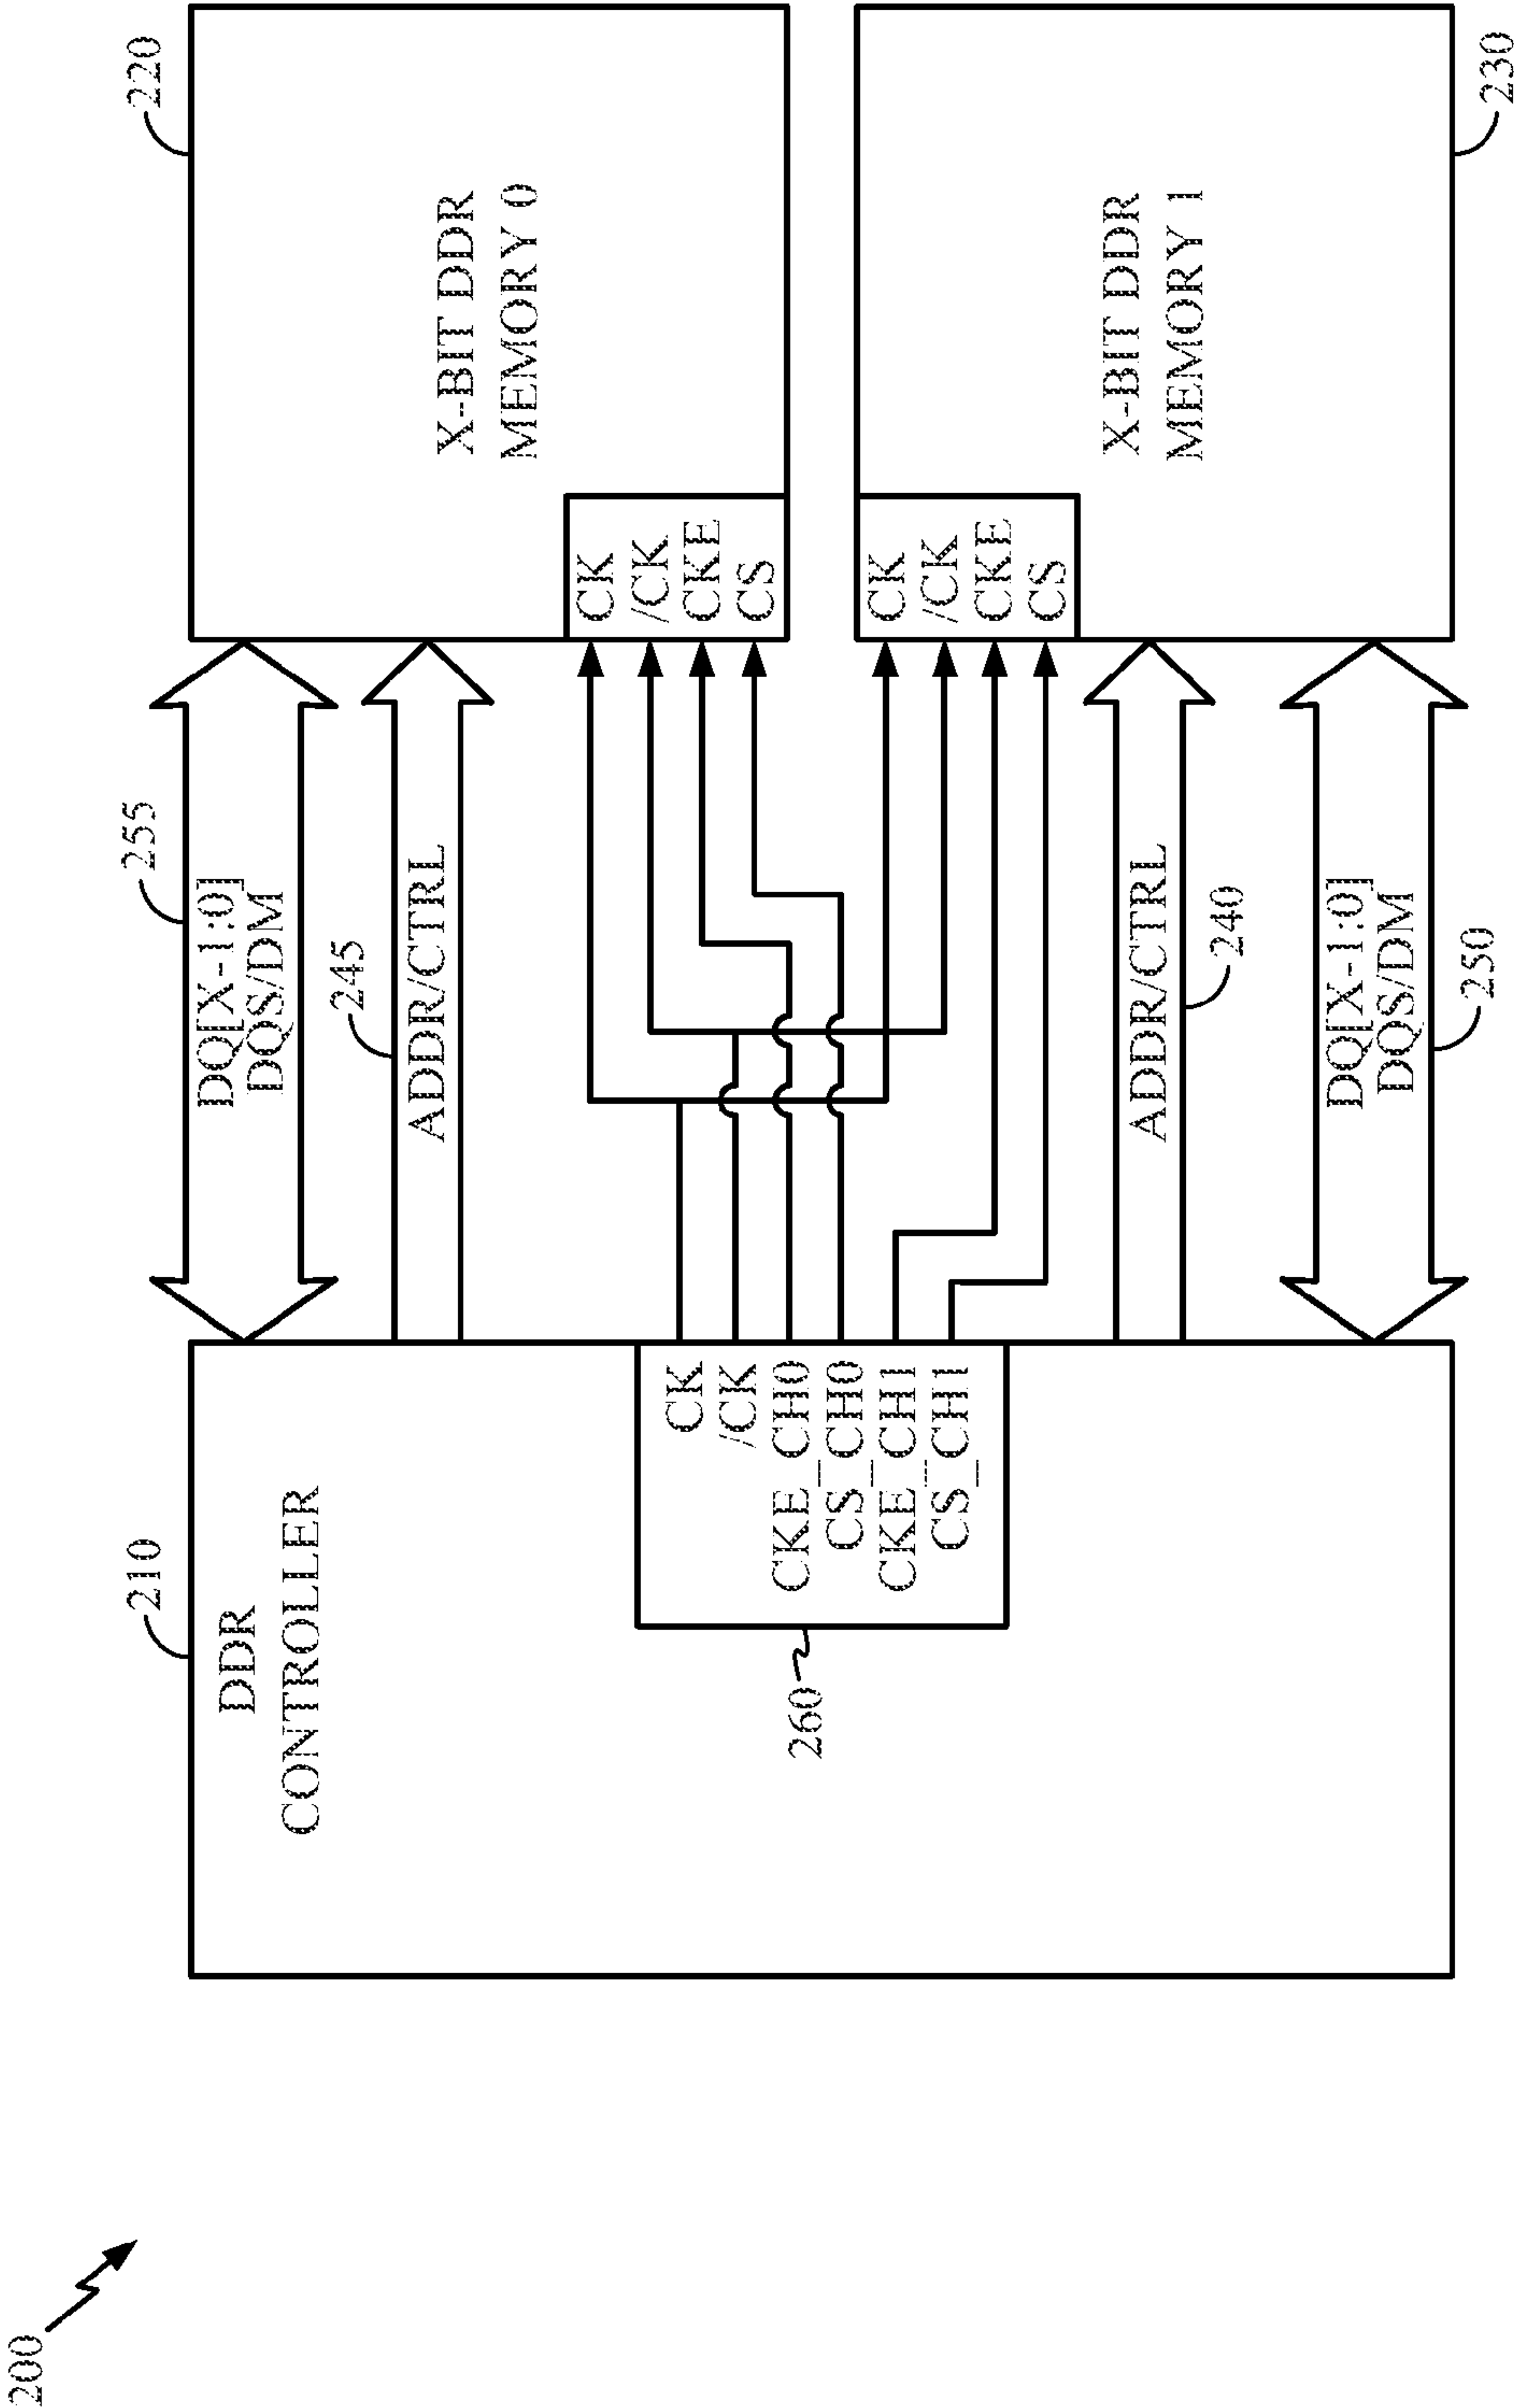 200
210
DDR
CONTROLLER
260
CK
/CK
CKE_CH0
CS_CH0
CKE_CH1
CS_CH1
255
DQ[X-1:0]
DQS/DM
245
ADDR/CTRL
ADDR/CTRL
240
DQ[X-1:0]
DQS/DM
250
220
X-BIT DDR
MEMORY 0
CK
/CK
CKE
CS
CK
/CK
CKE
CS
X-BIT DDR
MEMORY 1
230